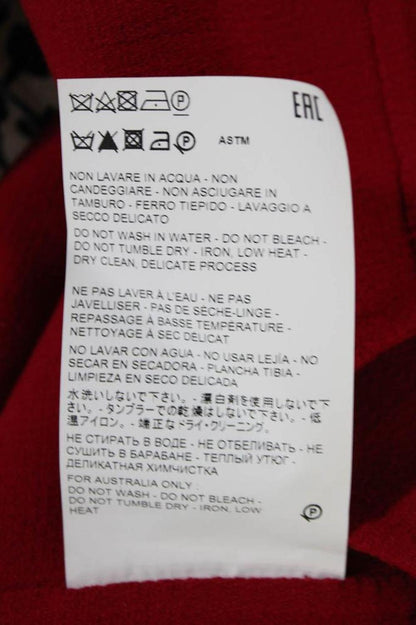 P
EAC
P
ASTM
NON LAVARE IN ACQUA - NON
CANDEGGIARE - NON ASCIUGARE IN
TAMBURO - FERRO TIEPIDO - LAVAGGIO A
SECCO DELICATO
DO NOT WASH IN WATER - DO NOT BLEACH -
DO NOT TUMBLE DRY - IRON, LOW HEAT -
DRY CLEAN, DELICATE PROCESS
NE PAS LAVER À L'EAU - NE PAS
JAVELLISER - PAS DE SÈCHE-LINGE -
REPASSAGE À BASSE TEMPÉRATURE -
NETTOYAGE À SEC DELICAT
NO LAVAR CON AGUA - NO USAR LEJÍA - NO
SECAR EN SECADORA - PLANCHA TIBIA -
LIMPIEZA EN SECO DELICADA
水洗いしないで下さい。- 漂白剤を使用しないで下
さい。- タンブラーでの乾燥はしないで下さい。- 低
温アイロン。- 矯正なドライ・クリーニング。
НЕ СТИРАТЬ В ВОДЕ - НЕ ОТБЕЛИВАТЬ - НЕ
СУШИТЬ В БАРАБАНЕ - ТЕПЛЫЙ УТЮГ -
ДЕЛИКАТНАЯ ХИМЧИСТКА
FOR AUSTRALIA ONLY :
DO NOT WASH - DO NOT BLEACH -
DO NOT TUMBLE DRY - IRON, LOW
HEAT
P